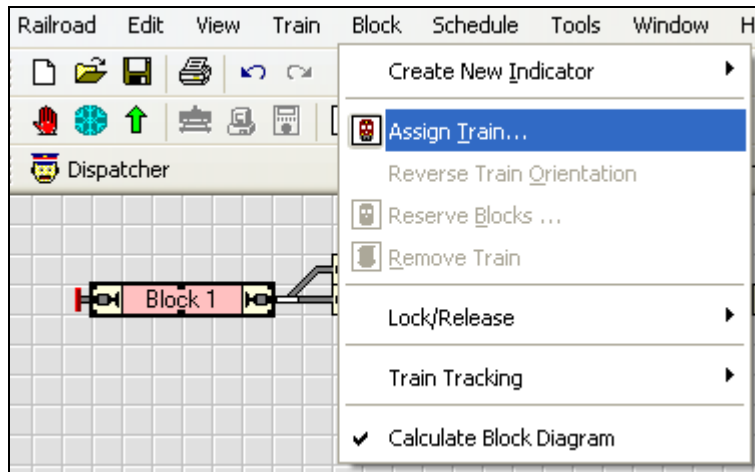 Railroad Edit View Train Block Schedule Tools Window H
Create New Indicator
Assign Train...
Reverse Train Orientation
Dispatcher
Reserve Blocks ...
Remove Train
Block 1
Lock/Release
Train Tracking
Calculate Block Diagram